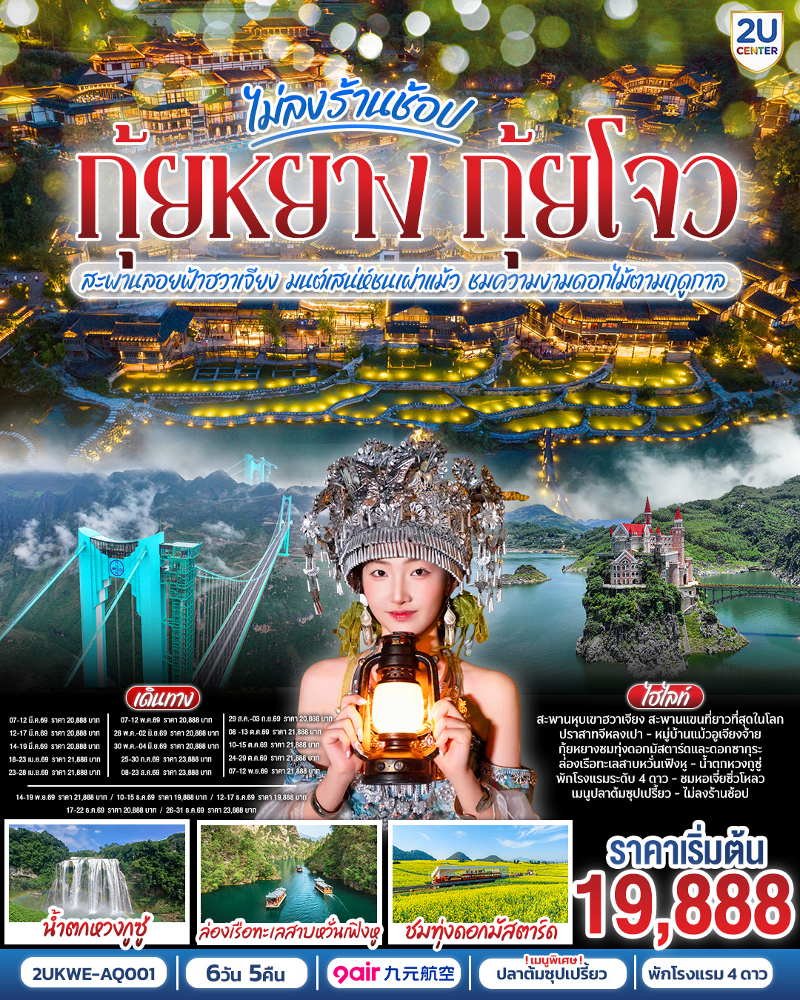 2U
CENTER
ไม่ลงร้านช้อป
กุ้ยหยาง กุ้ยโจว
สะพานลอยฟ้าฮวาเจียง มนต์เสน่ห์ชนเผ่าแม้ว ชมความงามดอกไม้ตามฤดูกาล
เดินทาง
07-12 มี.ค.69 ราคา 20,888 บาท
12-17 มี.ค.69 ราคา 20,888 บาท
14-19 มี.ค.69 ราคา 20,888 บาท
18-23 เม.ย.69 ราคา 21,888 บาท
23-28 เม.ย.69 ราคา 21,888 บาท
07-12 พ.ค.69 ราคา 20,888 บาท
28 พ.ค.-02 มิ.ย.69 ราคา 20,888 บาท
30 พ.ค.-04 มิ.ย.69 ราคา 20,888 บาท
25-30 ก.ค.69 ราคา 23,888 บาท
08-23 ส.ค.69 ราคา 23,888 บาท
29 ส.ค.-03 ก.ย.69 ราคา 20,888 บาท
08 -13 ต.ค.69 ราคา 21,888 บาท
10-15 ต.ค.69 ราคา 21,888 บาท
24-29 ต.ค.69 ราคา 21,888 บาท
07-12 พ.ย.69 ราคา 21,888 บาท
14-19 พ.ย.69 ราคา 21,888 บาท / 10-15 ธ.ค.69 ราคา 19,888 บาท / 12-17 ธ.ค.69 ราคา 19,888 บาท
17-22 ธ.ค.69 ราคา 20,888 บาท / 26-31 ธ.ค.69 ราคา 23,888 บาท
ไฮไลท์
สะพานหุบเขาฮวาเจียง สะพานแขนที่ยาวที่สุดในโลก
ปราสาทจีหลงเปา - หมู่บ้านแม้วอูเจียงจ้าย
กุ้ยหยางชมทุ่งดอกมัสตาร์ดและดอกซากุระ
ล่องเรือทะเลสาบหวั่นเฟิงหู - น้ำตกหวงกูซู่
พักโรงแรมระดับ 4 ดาว - ชมหอเจี่ยซิ่วโหลว
เมนูปลาต้มซุปเปรี้ยว - ไม่ลงร้านช้อป
น้ำตกหวงกูซู่
ล่องเรือทะเลสาบหวั่นเฟิงหู
ชมทุ่งดอกมัสตาร์ด
ราคาเริ่มต้น
19,888
2UKWE-AQ001
6วัน 5คืน
9air 九元航空
!เมนูพิเศษ!
ปลาต้มซุปเปรี้ยว
พักโรงแรม 4 ดาว